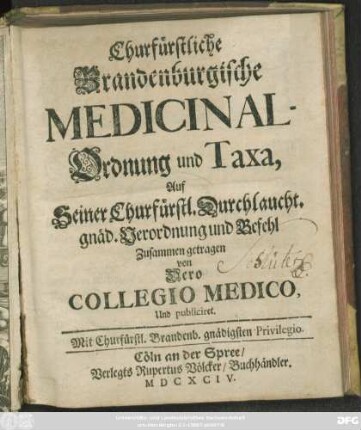 Churfürstliche
Brandenburgische
MEDICINAL-
Ordnung und Taxa,
Auf
Seiner Churfürstl. Durchlaucht.
gnäd. Verordnung und Befehl
Zusammen getragen
von
Dero
COLLEGIO MEDICO,
Und publiciret.
Mit Churfürstl. Brandenb. gnädigsten Privilegio.
Cöln an der Spree/
Verlegts Rupertus Völcker/ Buchhändler.
MDCXCIV.
DFG